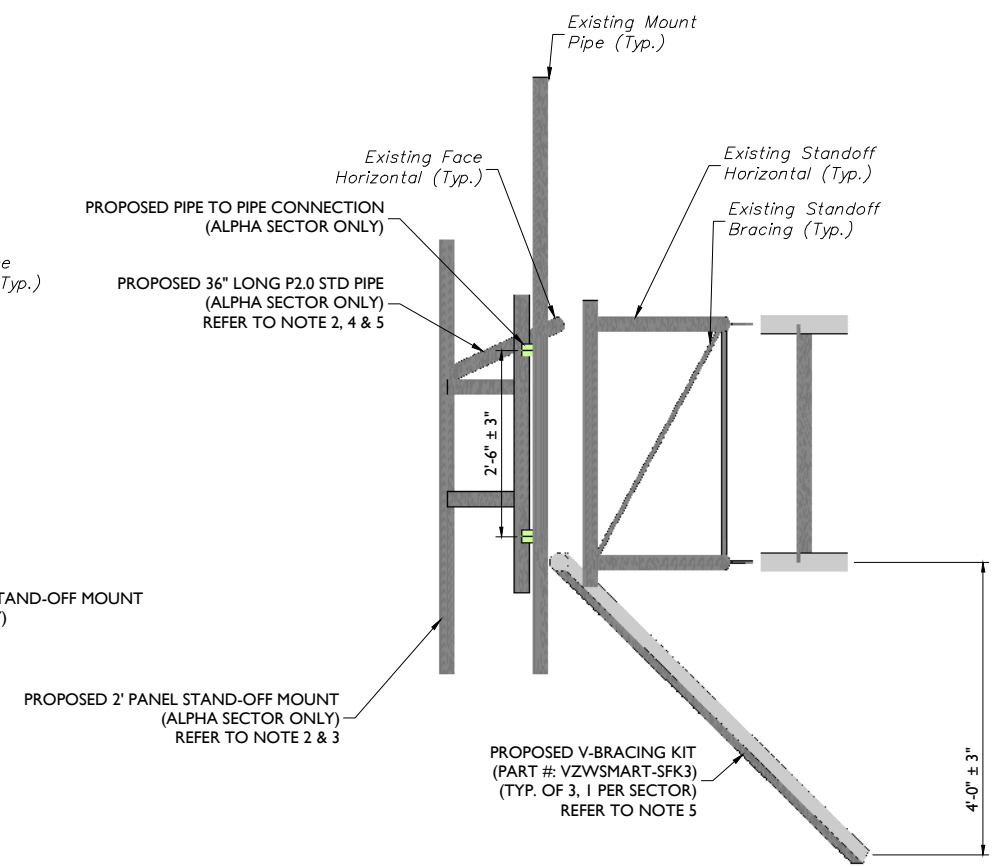 Existing Mount
Pipe (Typ.)
Existing Face
Horizontal (Typ.)
Existing Standoff
Horizontal (Typ.)
PROPOSED PIPE TO PIPE CONNECTION
(ALPHA SECTOR ONLY)
Existing Standoff
Bracing (Typ.)
Typ.)
PROPOSED 36" LONG P2.0 STD PIPE
(ALPHA SECTOR ONLY)
REFER TO NOTE 2, 4 & 5
2'-6" ± 3"
TAND-OFF MOUNT
PROPOSED 2' PANEL STAND-OFF MOUNT
(ALPHA SECTOR ONLY)
REFER TO NOTE 2 & 3
PROPOSED V-BRACING KIT
(PART #: VZWSMART-SFK3)
(TYP. OF 3, 1 PER SECTOR)
REFER TO NOTE 5
4'-0" ± 3"